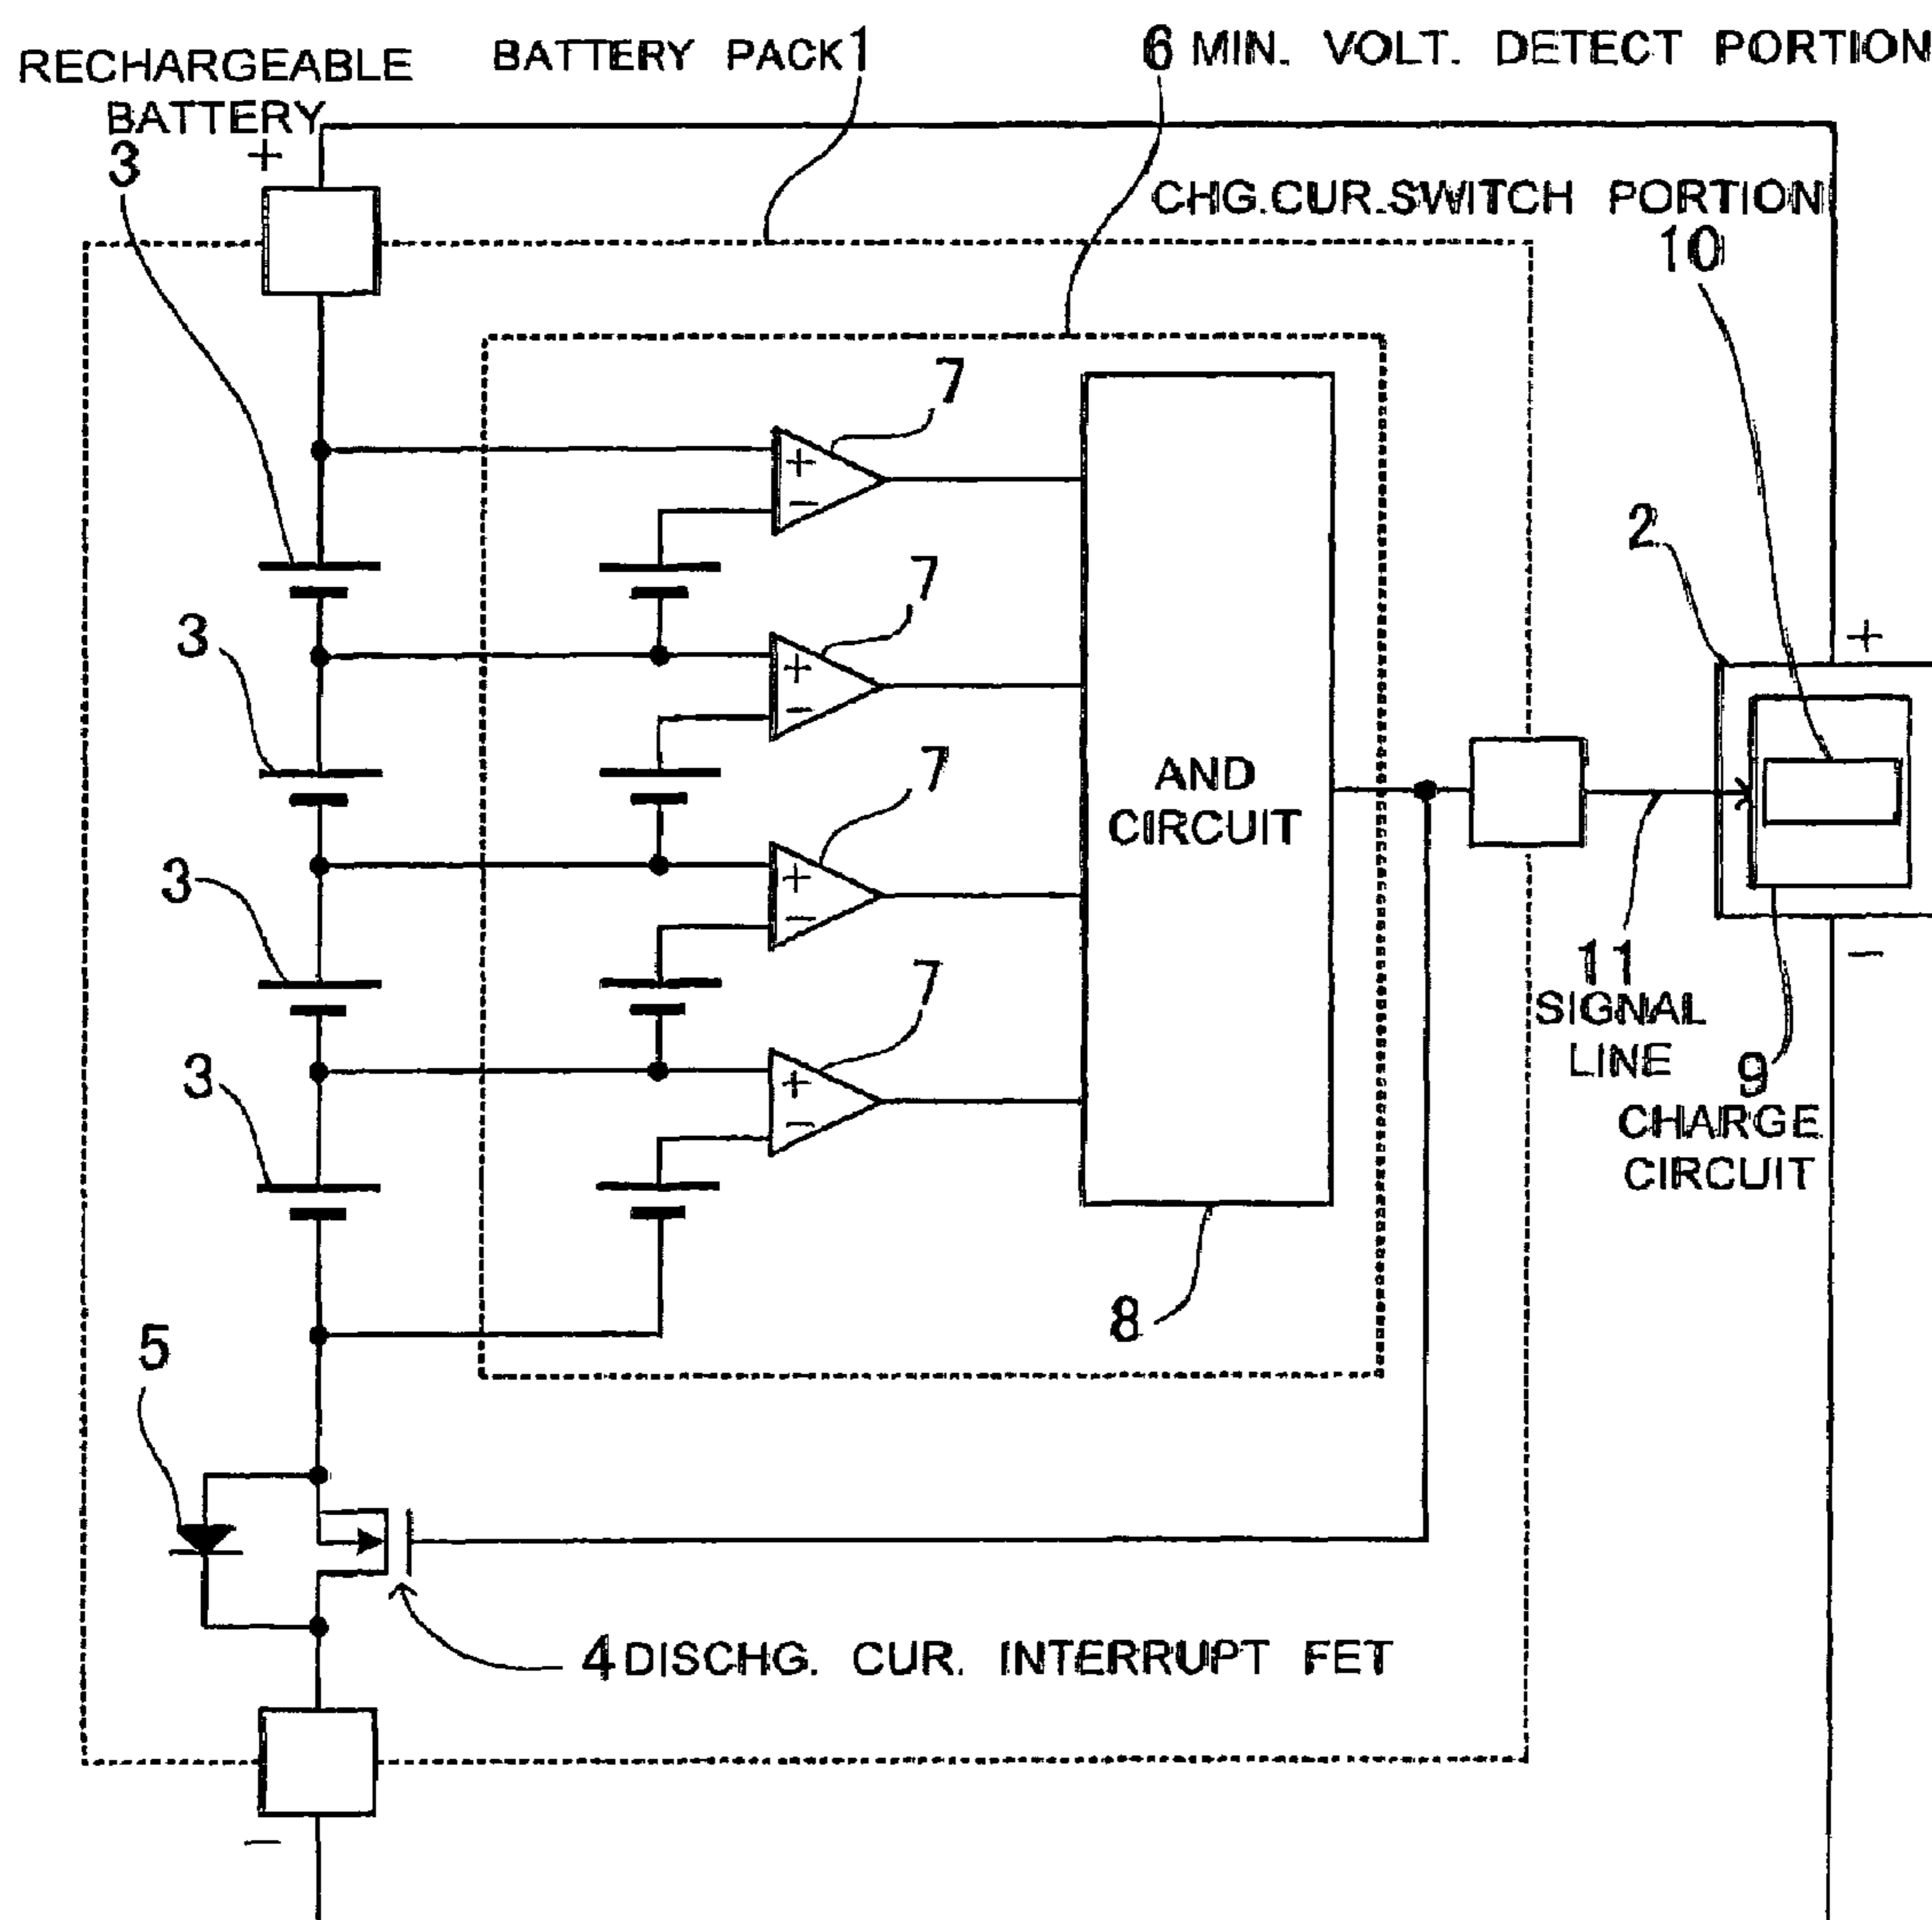 RECHARGEABLE
BATTERY
3
+
BATTERY PACK1
6 MIN. VOLT. DETECT PORTION
CHG.CUR.SWITCH PORTION
10
7
+
−
3
7
+
−
2
+
3
7
+
−
AND
CIRCUIT
3
7
+
−
11
SIGNAL
LINE
−
9
CHARGE
CIRCUIT
8
5
4 DISCHG. CUR. INTERRUPT FET
−